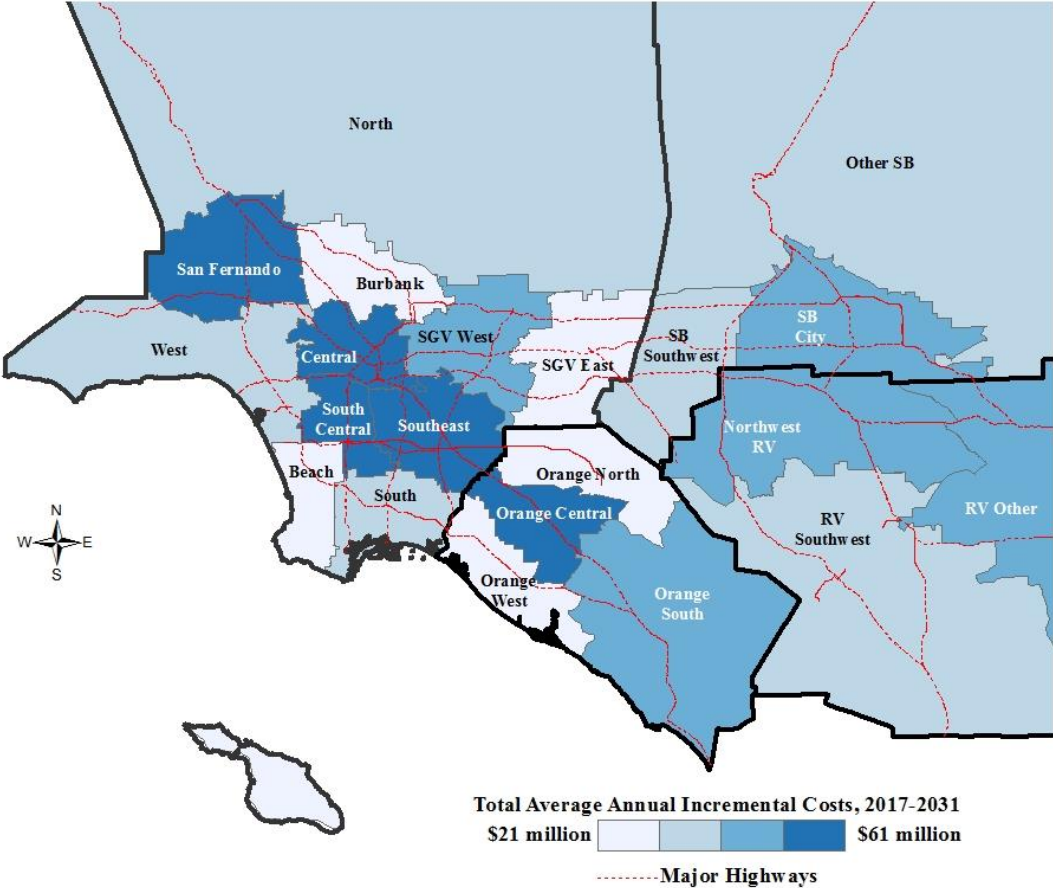 North
Other SB
San Fernando
Burbank
SB
City
SGV West
SB
Southwest
West
Central
SGV East
South
Central
Southeast
Northwest
RV
Beach
Orange North
South
Orange Central
RV Other
RV
Southwest
N
W E
S
Orange
West
Orange
South
Total Average Annual Incremental Costs, 2017-2031
$21 million $61 million
Major Highways